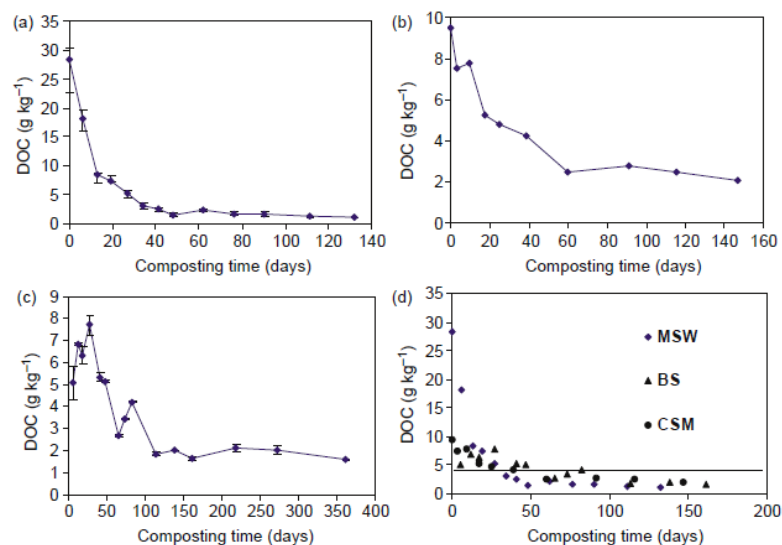 (a)
35
30
25
20
15
10
5
0
DOC (g kg⁻¹)
0 20 40 60 80 100 120 140
Composting time (days)
(b)
10
8
6
4
2
0
DOC (g kg⁻¹)
0 20 40 60 80 100 120 140 160
Composting time (days)
(c)
9
8
7
6
5
4
3
2
1
0
DOC (g kg⁻¹)
0 50 100 150 200 250 300 350 400
Composting time (days)
(d)
35
30
25
20
15
10
5
0
DOC (g kg⁻¹)
MSW
BS
CSM
0 50 100 150 200
Composting time (days)